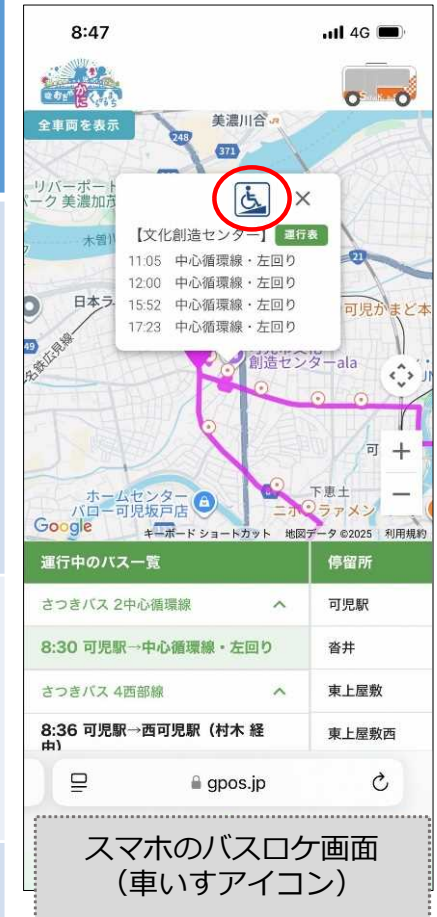 8:47
4G
全車両を表示
美濃川合
248
371
リバーポート
パーク 美濃加茂
【文化創造センター】 運行表
11:05 中心循環線・左回り
12:00 中心循環線・左回り
15:52 中心循環線・左回り
17:23 中心循環線・左回り
木曽川
21
日本ラ
可児かまど本
49
名鉄広見線
可児市文化
創造センターala
JR
可
下恵土
ホームセンター
バロー可児坂戸店
ラァメン
Google
キーボード ショートカット 地図データ ©2025 利用規約
運行中のバス一覧
停留所
さつきバス 2中心循環線
可児駅
8:30 可児駅→中心循環線・左回り
沓井
さつきバス 4西部線
東上屋敷
8:36 可児駅→西可児駅（村木 経
由）
東上屋敷西
gpos.jp
スマホのバスロケ画面
（車いすアイコン）